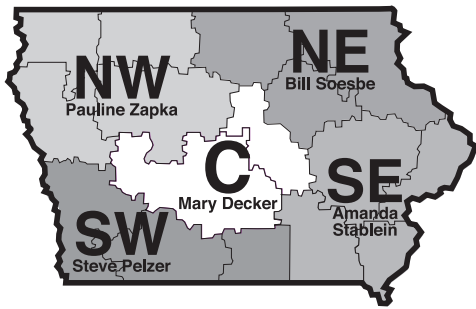 NW
Pauline Zapka
NE
Bill Soesbe
C
Mary Decker
SE
Amanda
Stablein
SW
Steve Pelzer